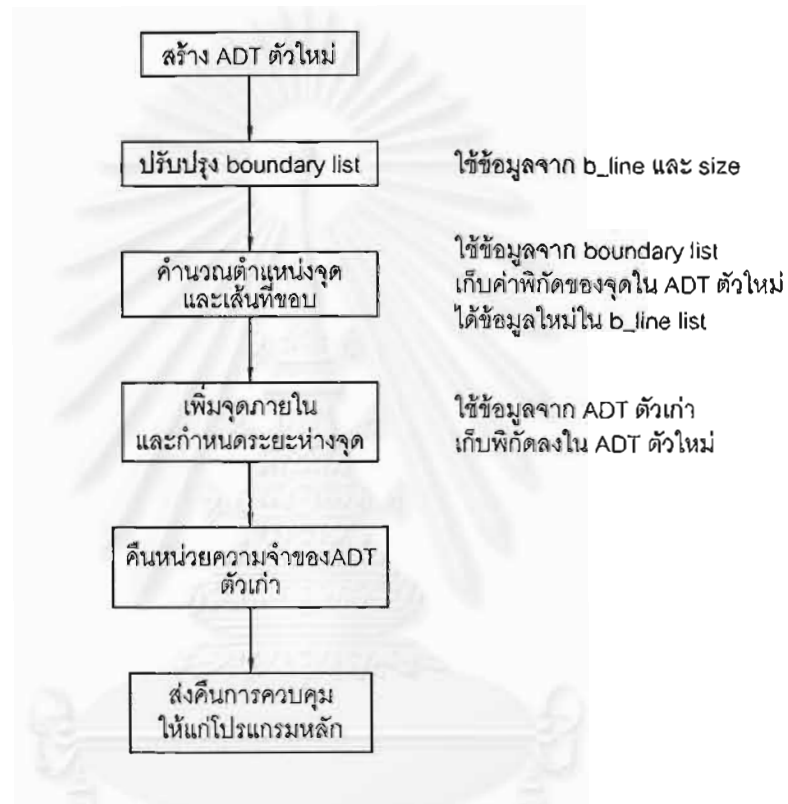 สร้าง ADT ตัวใหม่
ปรับปรุง boundary list
ใช้ข้อมูลจาก b_line และ size
คำนวณตำแหน่งจุด
และเส้นที่ขอบ
ใช้ข้อมูลจาก boundary list
เก็บค่าพิกัดของจุดใน ADT ตัวใหม่
ได้ข้อมูลใหม่ใน b_line list
เพิ่มจุดภายใน
และกำหนดระยะห่างจุด
ใช้ข้อมูลจาก ADT ตัวเก่า
เก็บพิกัดลงใน ADT ตัวใหม่
คืนหน่วยความจำของADT
ตัวเก่า
ส่งคืนการควบคุม
ให้แก่โปรแกรมหลัก